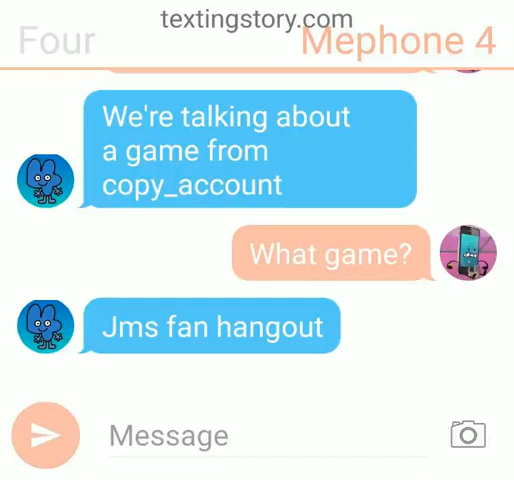 textingstory.com
Four
Mephone 4
We're talking about
a game from
copy_account
What game?
Jms fan hangout
Message